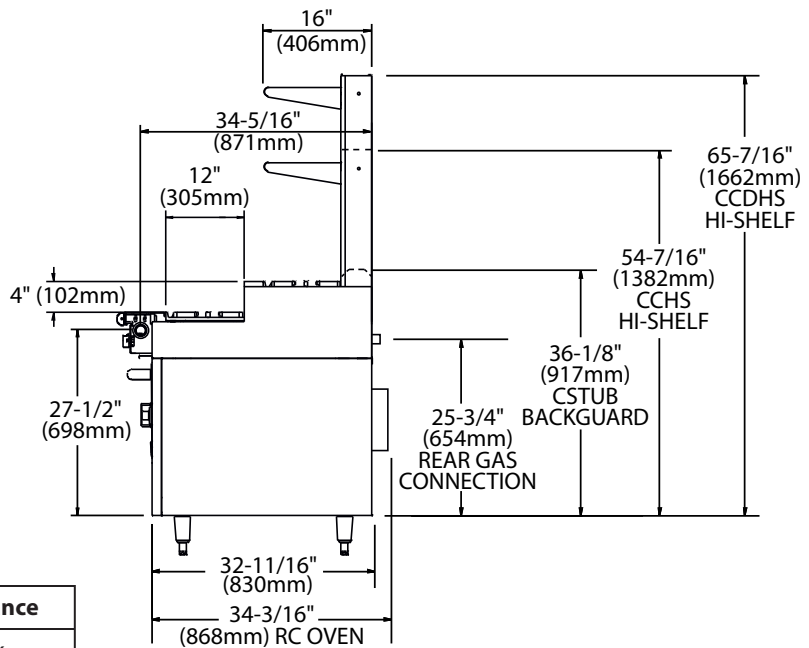 16"
(406mm)
34-5/16"
(871mm)
12"
(305mm)
4" (102mm)
65-7/16"
(1662mm)
CCDHS
HI-SHELF
54-7/16"
(1382mm)
CCHS
HI-SHELF
36-1/8"
(917mm)
CSTUB
BACKGUARD
27-1/2"
(698mm)
25-3/4"
(654mm)
REAR GAS
CONNECTION
32-11/16"
(830mm)
34-3/16"
(868mm) RC OVEN
nce